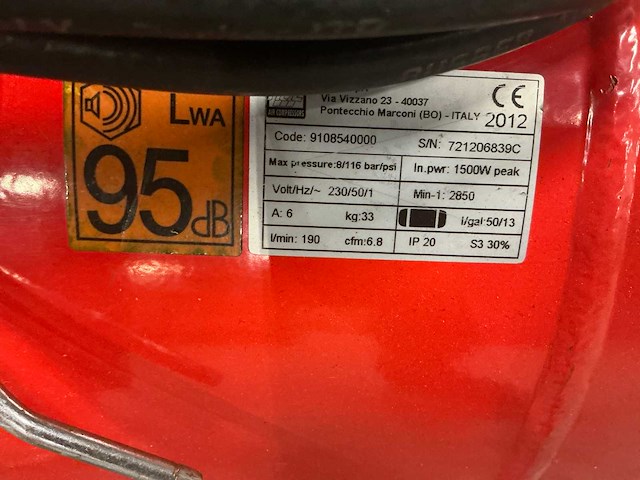 LWA
95dB
Via Vizzano 23 - 40037
Pontecchio Marconi (BO) - ITALY
CE
2012
Code: 9108540000 S/N: 721206839C
Max pressure:8/116 bar/psi In.pwr: 1500W peak
Volt/Hz/~ 230/50/1 Min-1: 2850
A: 6 kg:33 l/gal:50/13
l/min: 190 cfm:6.8 IP 20 S3 30%